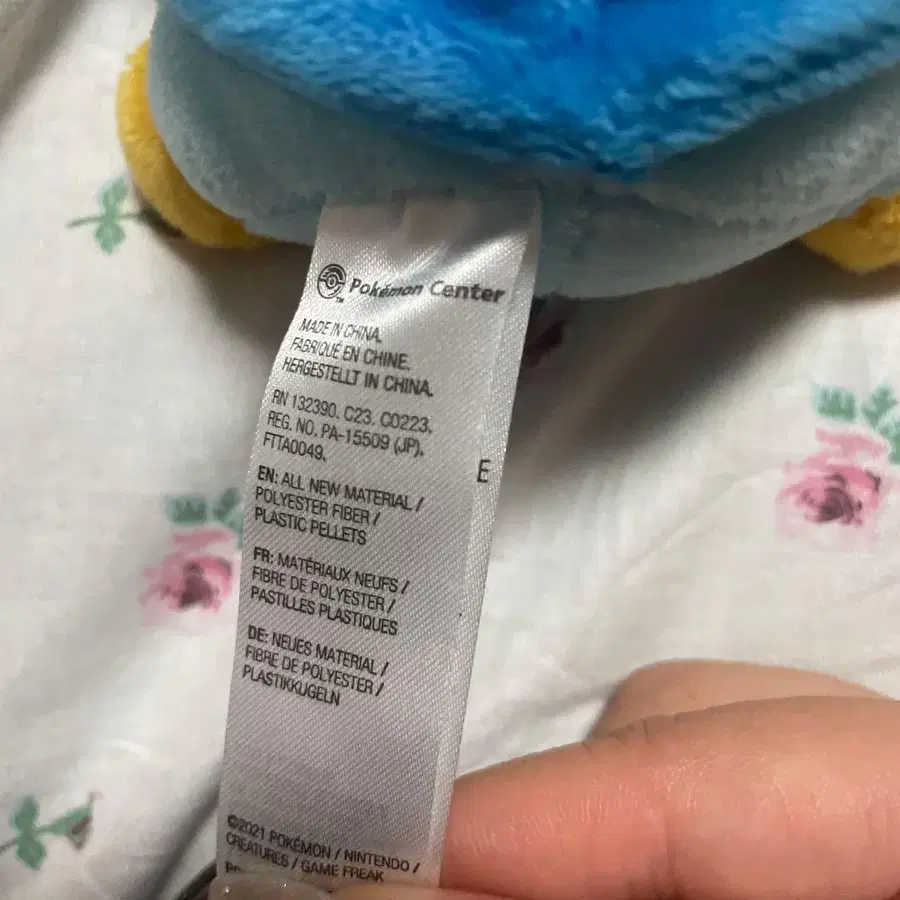 Pokémon Center
TM
MADE IN CHINA.
FABRIQUÉ EN CHINE.
HERGESTELLT IN CHINA.
RN 132390. C23. C0223.
REG. NO. PA-15509 (JP).
FTTA0049.
EN: ALL NEW MATERIAL /
POLYESTER FIBER /
PLASTIC PELLETS
FR: MATÉRIAUX NEUFS /
FIBRE DE POLYESTER /
PASTILLES PLASTIQUES
DE: NEUES MATERIAL /
FIBRE DE POLYESTER /
PLASTIKKUGELN
©2021 POKÉMON / NINTENDO /
CREATURES / GAME FREAK
E